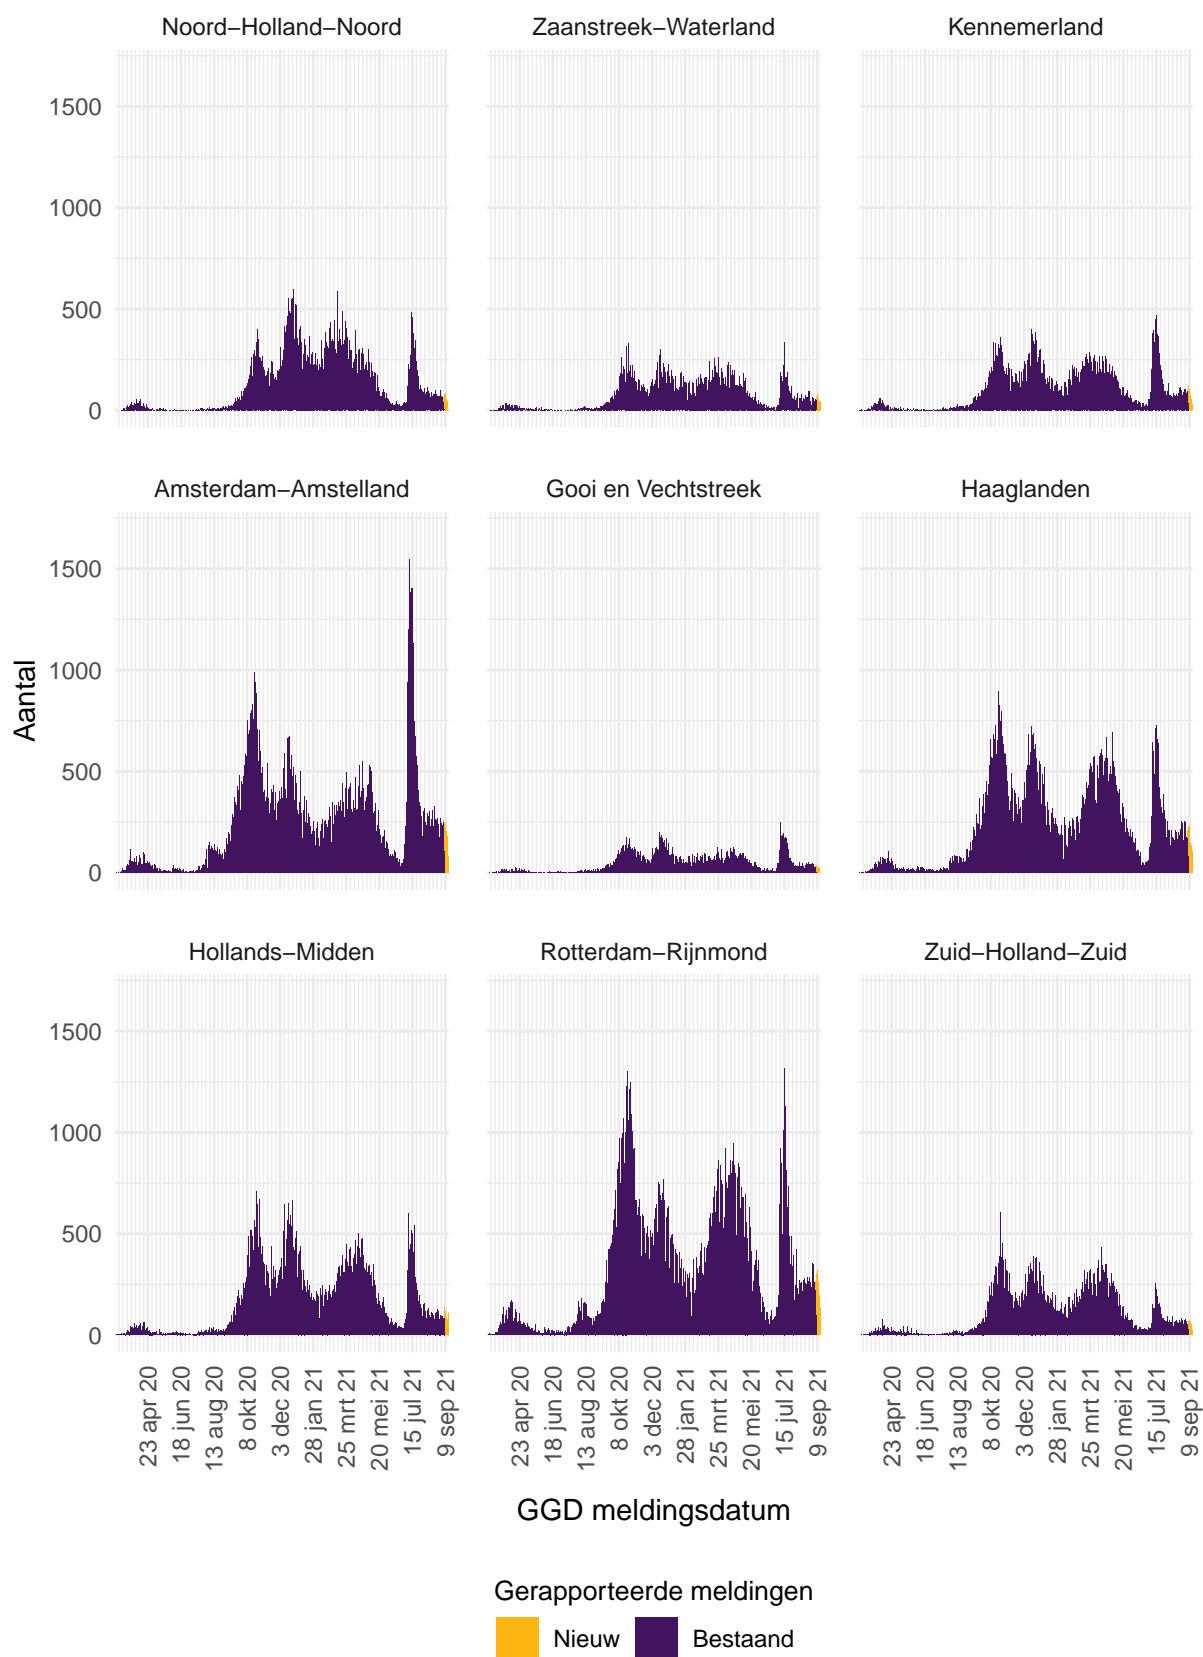 Noord−Holland−Noord
Zaanstreek−Waterland
Kennemerland
1500
1000
500
0
Amsterdam−Amstelland
Gooi en Vechtstreek
Haaglanden
1500
1000
500
0
Aantal
Hollands−Midden
Rotterdam−Rijnmond
Zuid−Holland−Zuid
1500
1000
500
0
23 apr 20
18 jun 20
13 aug 20
8 okt 20
3 dec 20
28 jan 21
25 mrt 21
20 mei 21
15 jul 21
9 sep 21
23 apr 20
18 jun 20
13 aug 20
8 okt 20
3 dec 20
28 jan 21
25 mrt 21
20 mei 21
15 jul 21
9 sep 21
23 apr 20
18 jun 20
13 aug 20
8 okt 20
3 dec 20
28 jan 21
25 mrt 21
20 mei 21
15 jul 21
9 sep 21
GGD meldingsdatum
Gerapporteerde meldingen
Nieuw
Bestaand